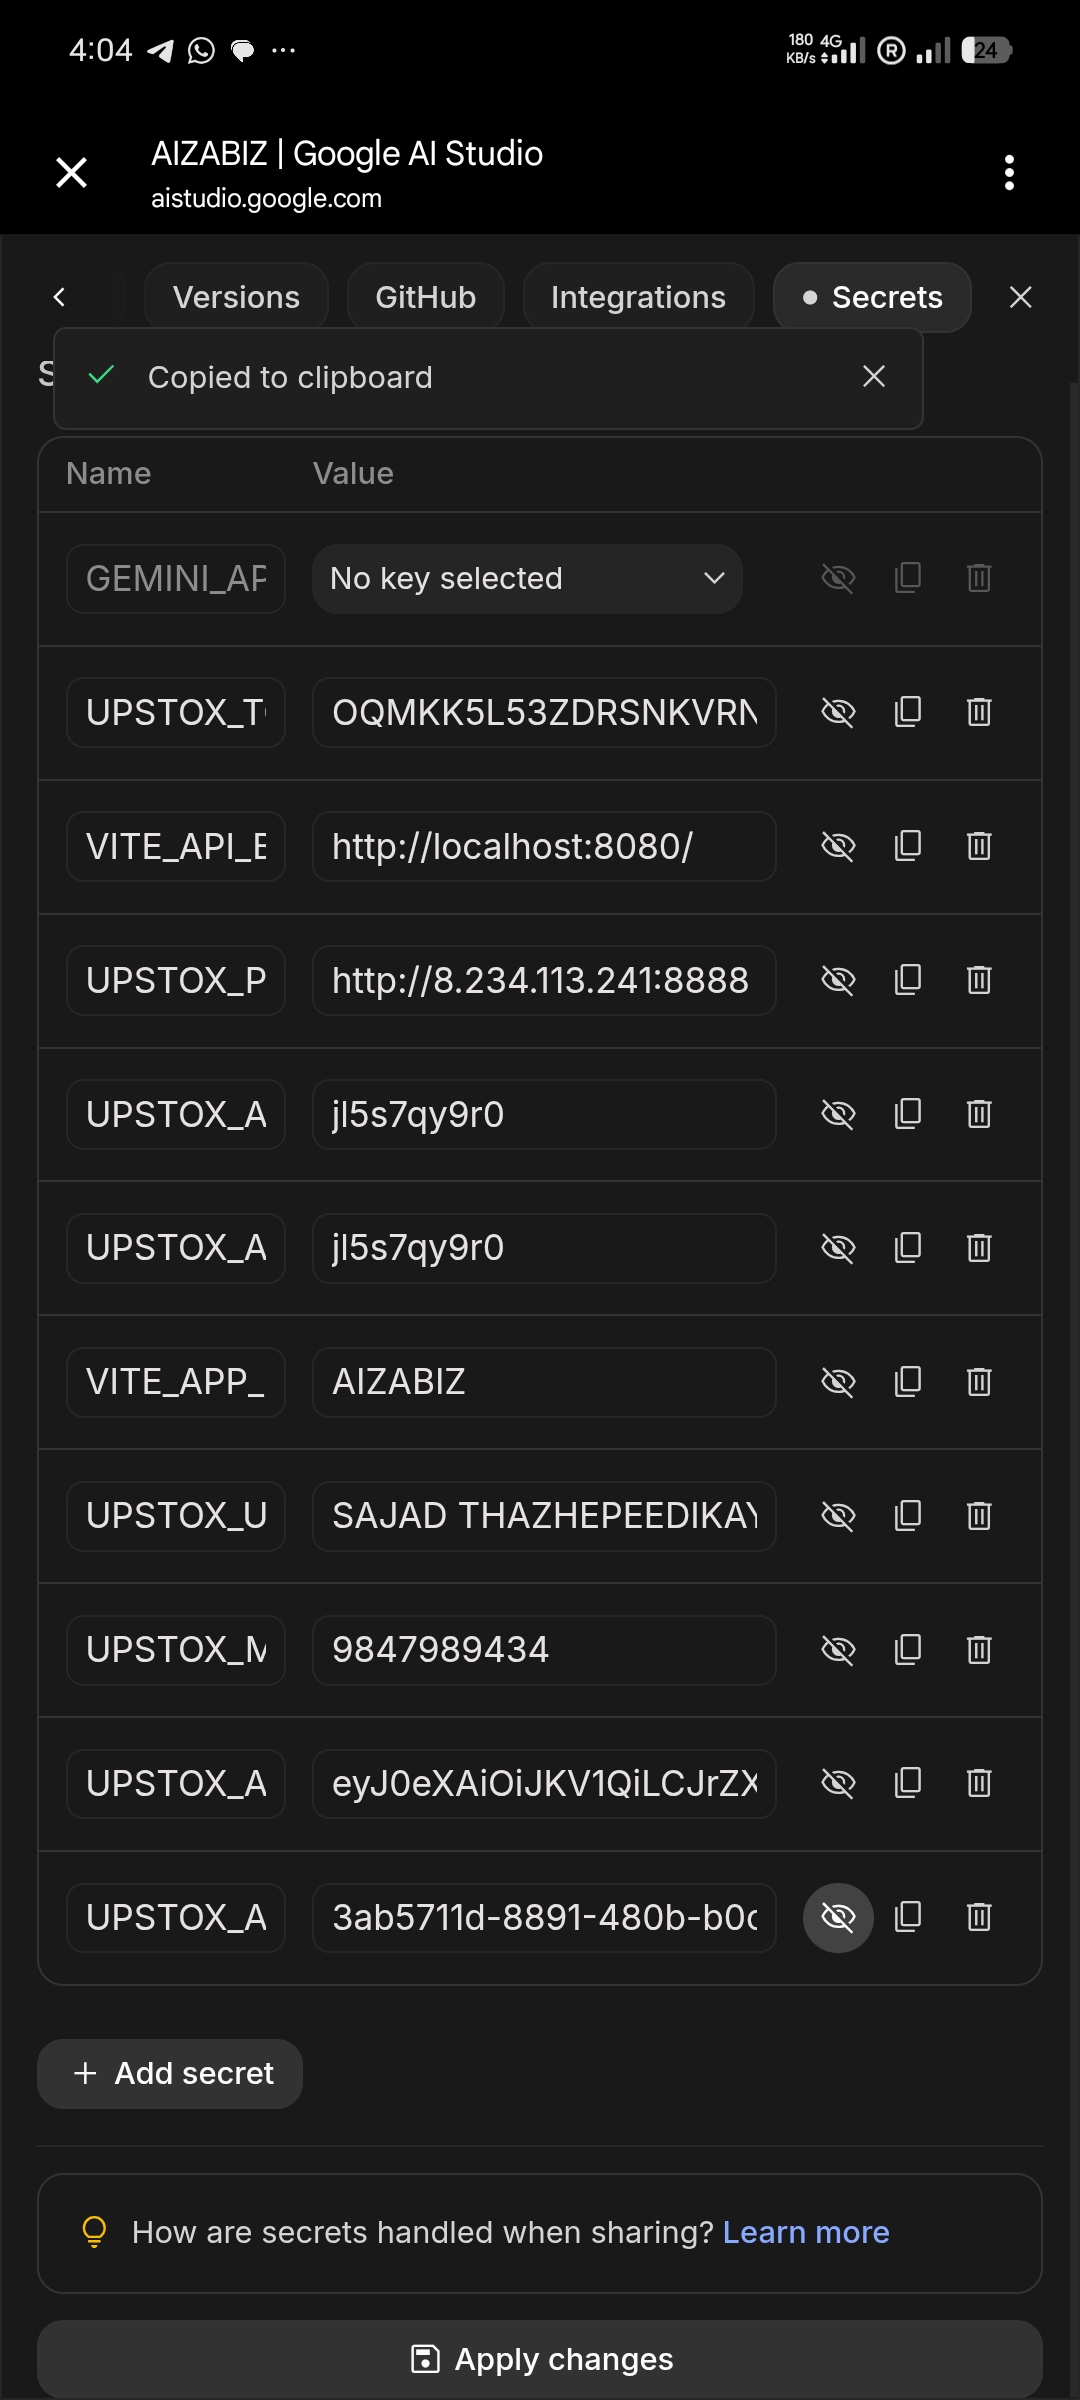 4:04
180 KB/s 4G
R
24
AIZABIZ | Google AI Studio
aistudio.google.com
Versions GitHub Integrations Secrets
S
Copied to clipboard
Name Value
GEMINI_AP No key selected
UPSTOX_T OQMKK5L53ZDRSNKVRN
VITE_API_B http://localhost:8080/
UPSTOX_P http://8.234.113.241:8888
UPSTOX_A jl5s7qy9r0
UPSTOX_A jl5s7qy9r0
VITE_APP_ AIZABIZ
UPSTOX_U SAJAD THAZHEPEEDIKAY
UPSTOX_M 9847989434
UPSTOX_A eyJ0eXAiOiJKV1QiLCJrZX
UPSTOX_A 3ab5711d-8891-480b-b0
+ Add secret
How are secrets handled when sharing? Learn more
Apply changes